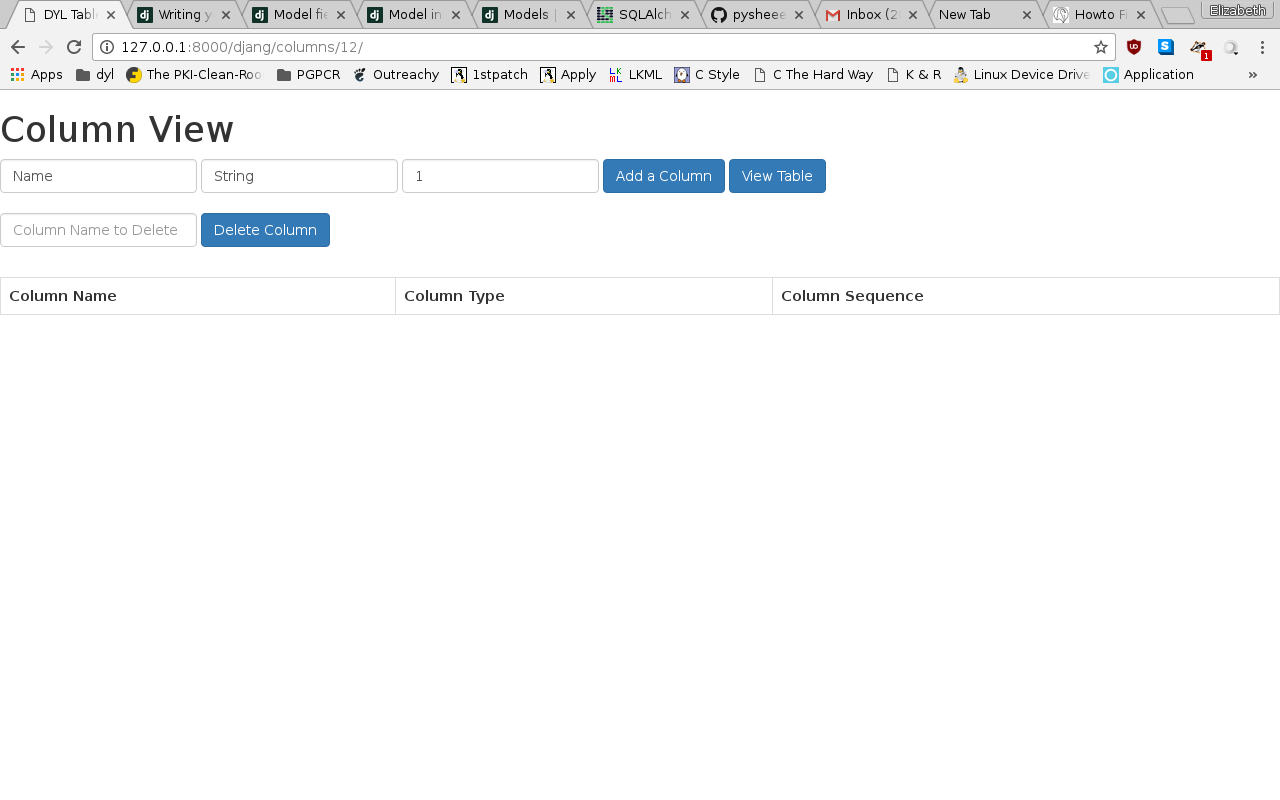 DYL Table Writing y Model fie Model in Models | SQLAlch pysheee Inbox (2 New Tab Howto Fi Elizabeth
127.0.0.1:8000/djang/columns/12/
Apps dyl The PKI-Clean-Roo PGPCR Outreachy 1stpatch Apply LKML C Style C The Hard Way K & R Linux Device Drive Application »
Column View
Name String 1 Add a Column View Table
Column Name to Delete Delete Column
Column Name Column Type Column Sequence